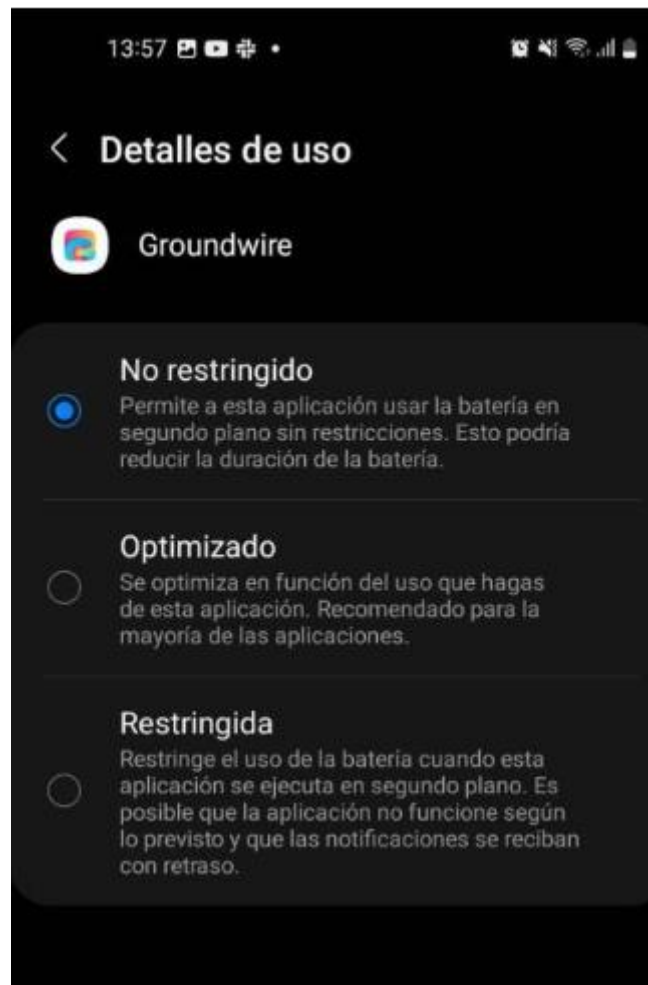 13:57
Detalles de uso
Groundwire
No restringido
Permite a esta aplicación usar la batería en
segundo plano sin restricciones. Esto podría
reducir la duración de la batería.
Optimizado
Se optimiza en función del uso que hagas
de esta aplicación. Recomendado para la
mayoría de las aplicaciones.
Restringida
Restringe el uso de la batería cuando esta
aplicación se ejecuta en segundo plano. Es
posible que la aplicación no funcione según
lo previsto y que las notificaciones se reciban
con retraso.